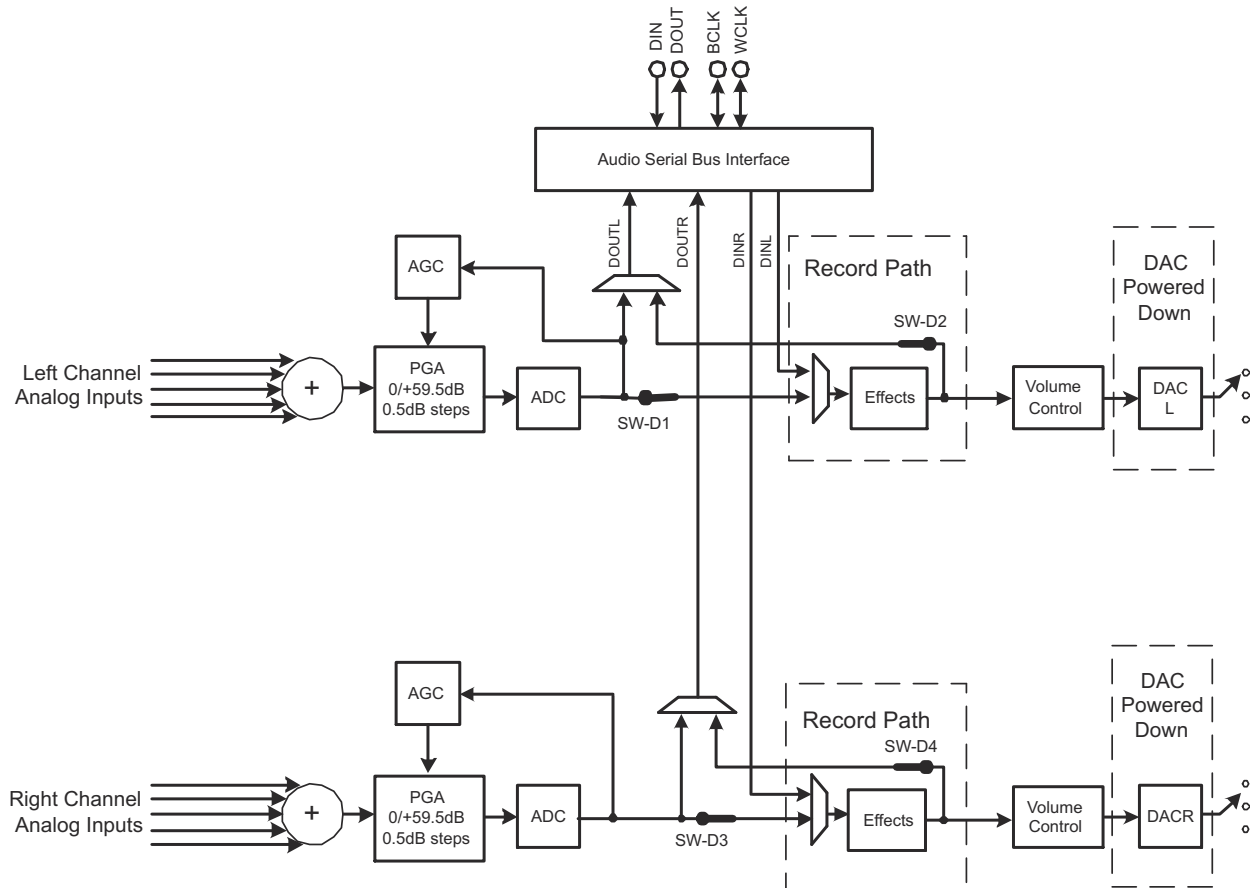 DIN
DOUT
BCLK
WCLK
Audio Serial Bus Interface
DOUTL
DOUTR
DINR
DINL
AGC
Record Path
DAC
Powered
Down
SW-D2
Left Channel
Analog Inputs
+
PGA
0/+59.5dB
0.5dB steps
ADC
SW-D1
Effects
Volume
Control
DAC
L
AGC
Record Path
DAC
Powered
Down
SW-D4
Right Channel
Analog Inputs
+
PGA
0/+59.5dB
0.5dB steps
ADC
SW-D3
Effects
Volume
Control
DACR